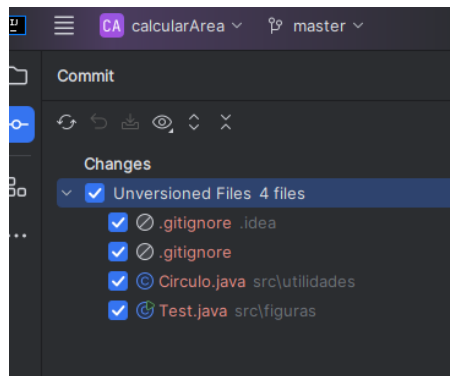 IJ
CA calcularArea master
Commit
Changes
Unversioned Files 4 files
.gitignore .idea
.gitignore
C Circulo.java src\utilidades
C Test.java src\figuras